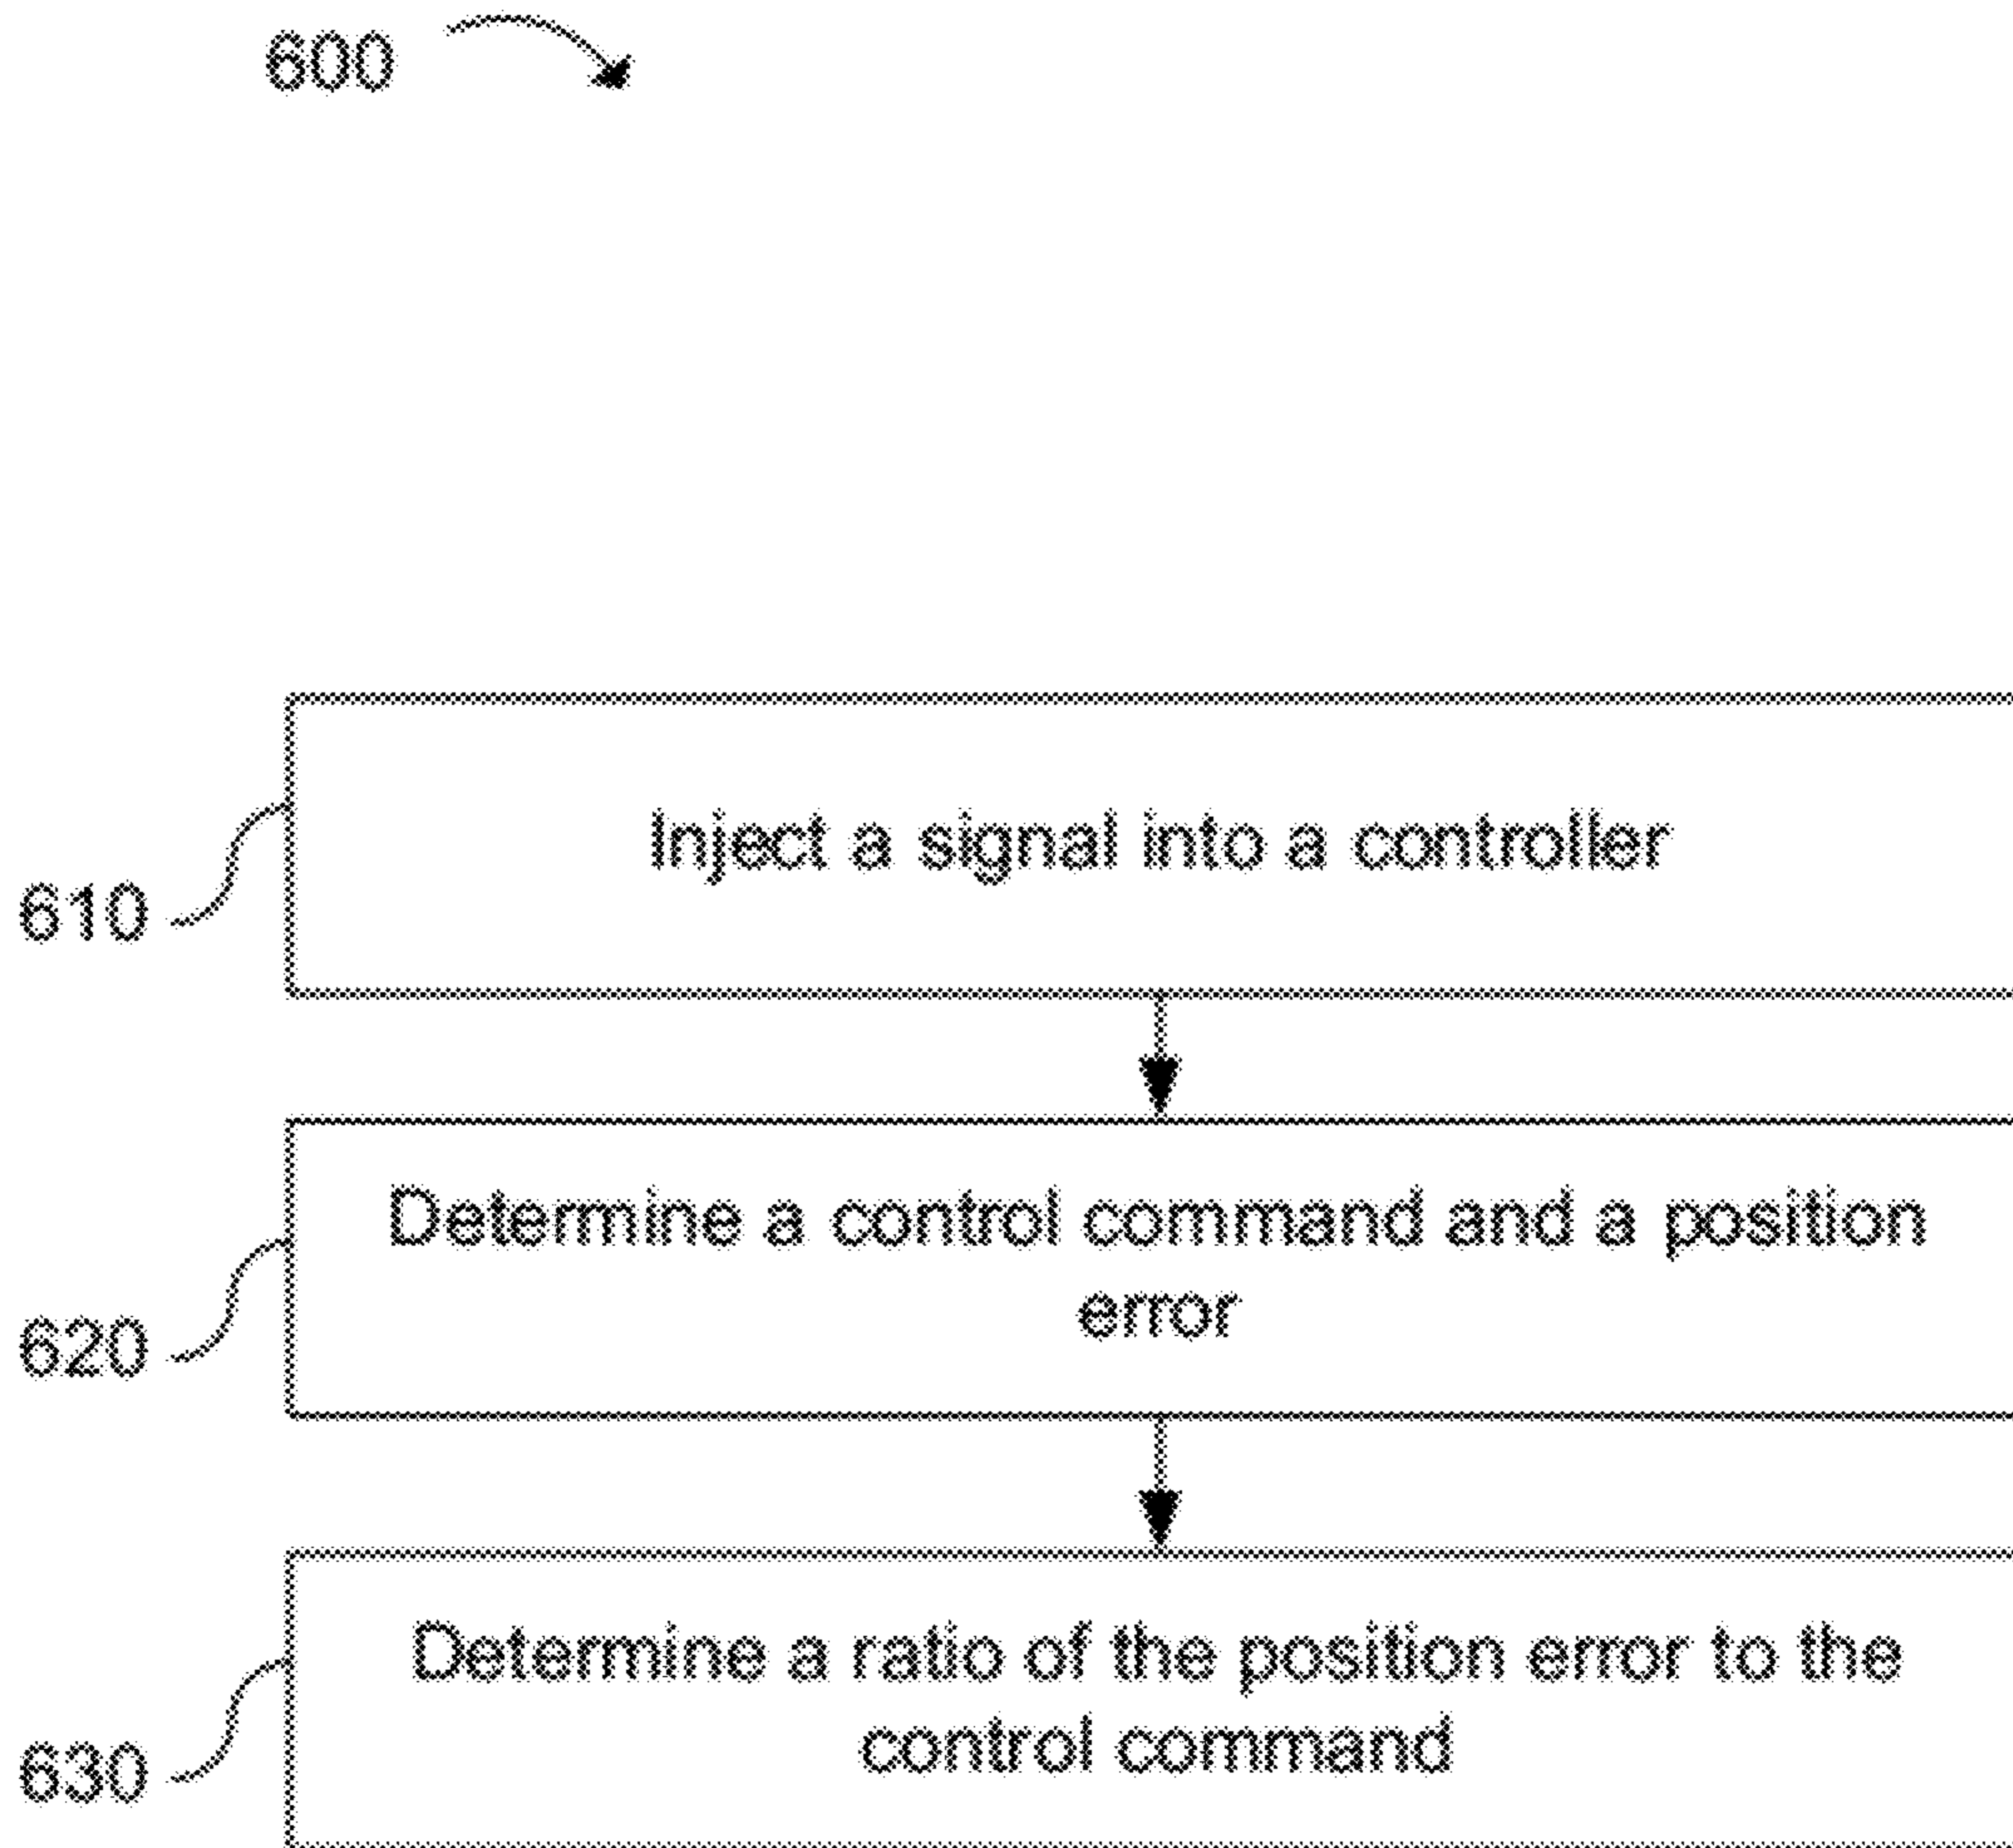 600
Inject a signal into a controller
610
Determine a control command and a position
error
620
Determine a ratio of the position error to the
control command
630